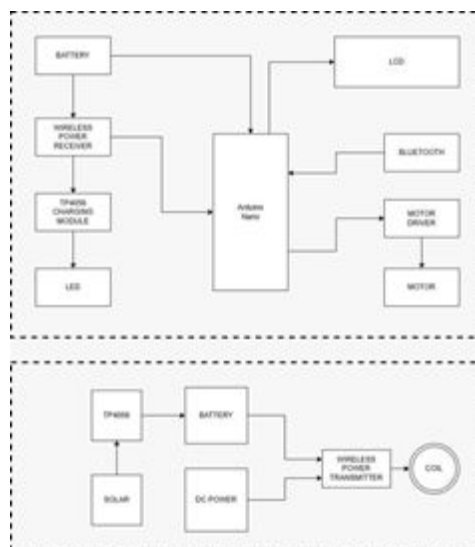 BATTERY
LCD
WIRELESS
POWER
RECEIVER
BLUETOOTH
TP4056
CHARGING
MODULE
Arduino
Nano
MOTOR
DRIVER
LED
MOTOR
TP4056
BATTERY
WIRELESS
POWER
TRANSMITTER
COIL
SOLAR
DC POWER